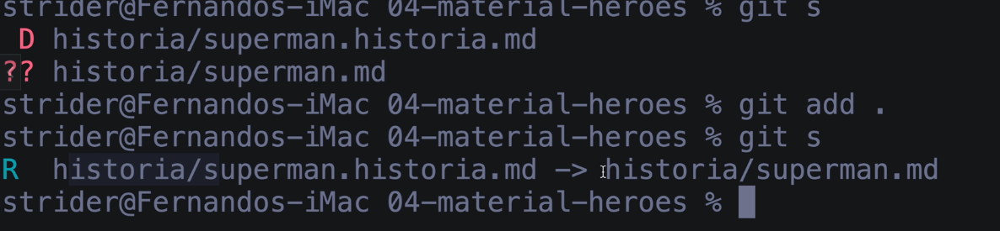 strider@Fernandos-iMac 04-material-heroes % git s
 D historia/superman.historia.md
?? historia/superman.md
strider@Fernandos-iMac 04-material-heroes % git add .
strider@Fernandos-iMac 04-material-heroes % git s
R  historia/superman.historia.md -> historia/superman.md
strider@Fernandos-iMac 04-material-heroes %